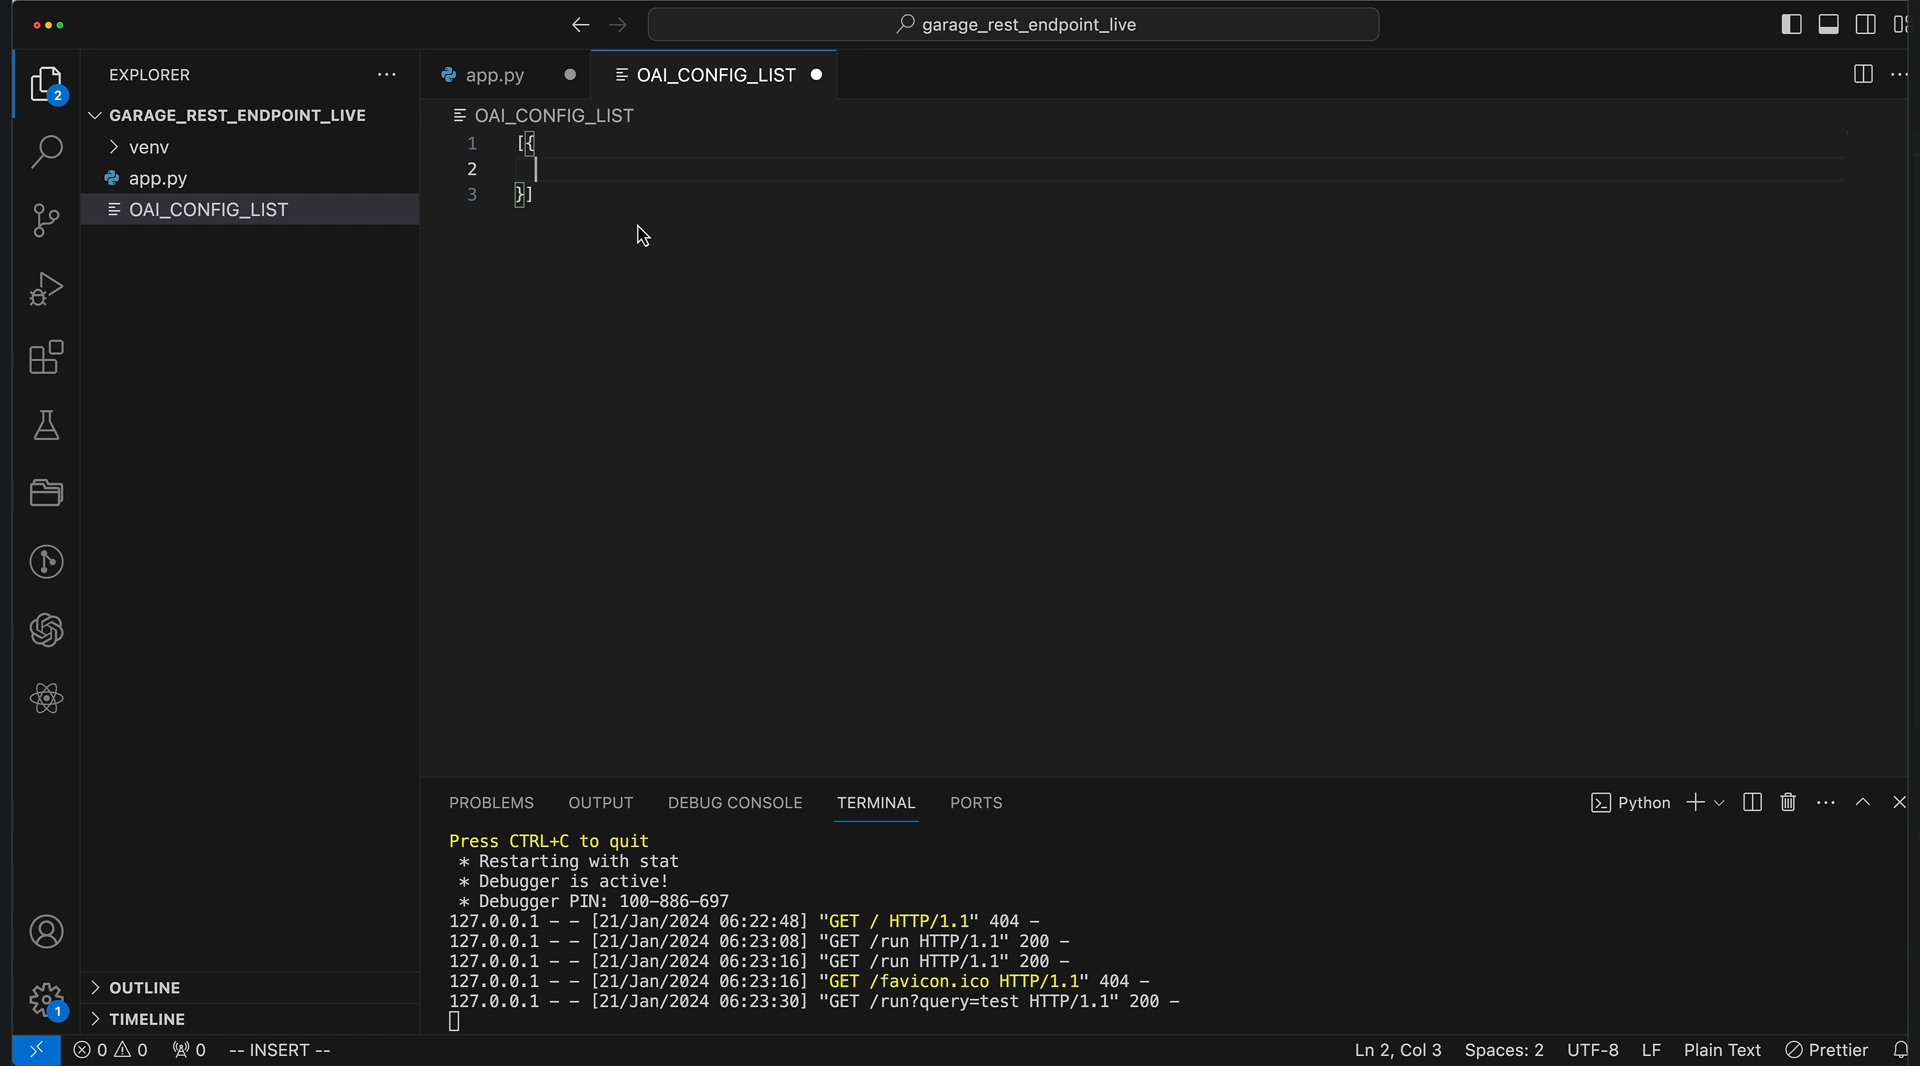 garage_rest_endpoint_live
EXPLORER
2
GARAGE_REST_ENDPOINT_LIVE
venv
app.py
OAI_CONFIG_LIST
app.py
OAI_CONFIG_LIST
OAI_CONFIG_LIST
1 [{
2
3 }]
PROBLEMS OUTPUT DEBUG CONSOLE TERMINAL PORTS
Python
Press CTRL+C to quit
* Restarting with stat
* Debugger is active!
* Debugger PIN: 100-886-697
127.0.0.1 - - [21/Jan/2024 06:22:48] "GET / HTTP/1.1" 404 -
127.0.0.1 - - [21/Jan/2024 06:23:08] "GET /run HTTP/1.1" 200 -
127.0.0.1 - - [21/Jan/2024 06:23:16] "GET /run HTTP/1.1" 200 -
127.0.0.1 - - [21/Jan/2024 06:23:16] "GET /favicon.ico HTTP/1.1" 404 -
127.0.0.1 - - [21/Jan/2024 06:23:30] "GET /run?query=test HTTP/1.1" 200 -
OUTLINE
1
TIMELINE
0 0 0 -- INSERT -- Ln 2, Col 3 Spaces: 2 UTF-8 LF Plain Text Prettier